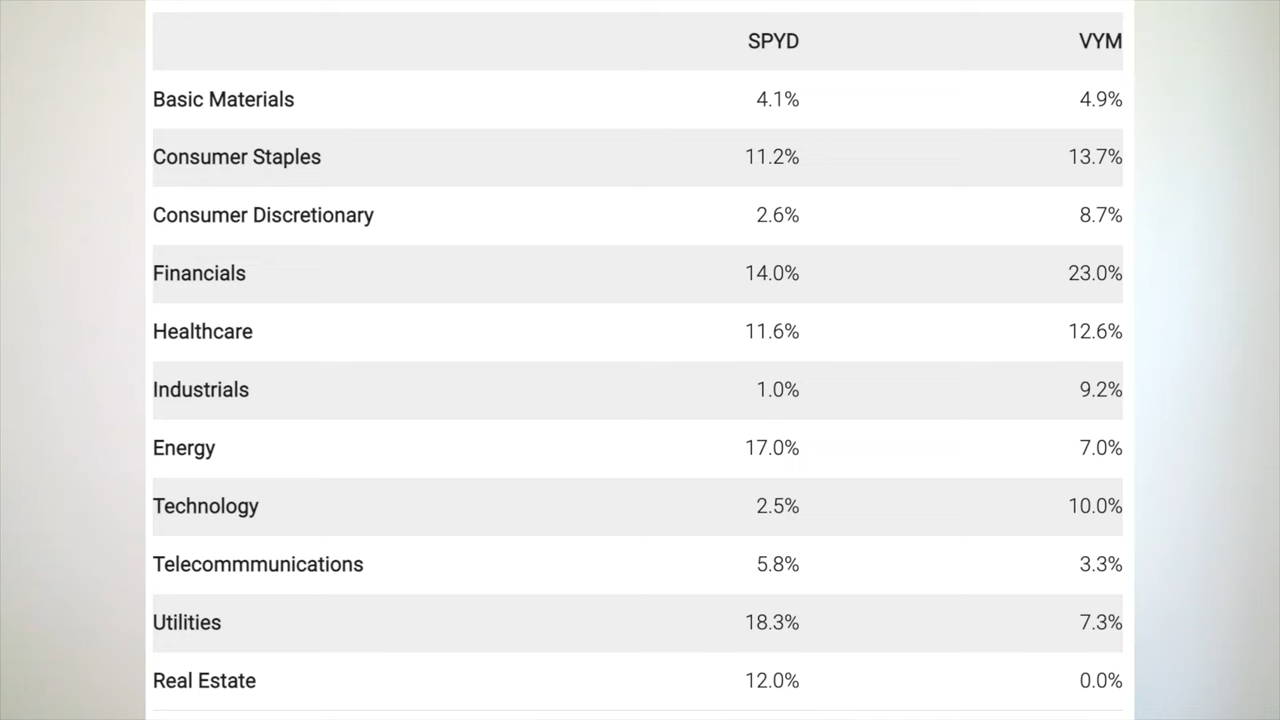 SPYD VYM
Basic Materials 4.1% 4.9%
Consumer Staples 11.2% 13.7%
Consumer Discretionary 2.6% 8.7%
Financials 14.0% 23.0%
Healthcare 11.6% 12.6%
Industrials 1.0% 9.2%
Energy 17.0% 7.0%
Technology 2.5% 10.0%
Telecommmunications 5.8% 3.3%
Utilities 18.3% 7.3%
Real Estate 12.0% 0.0%